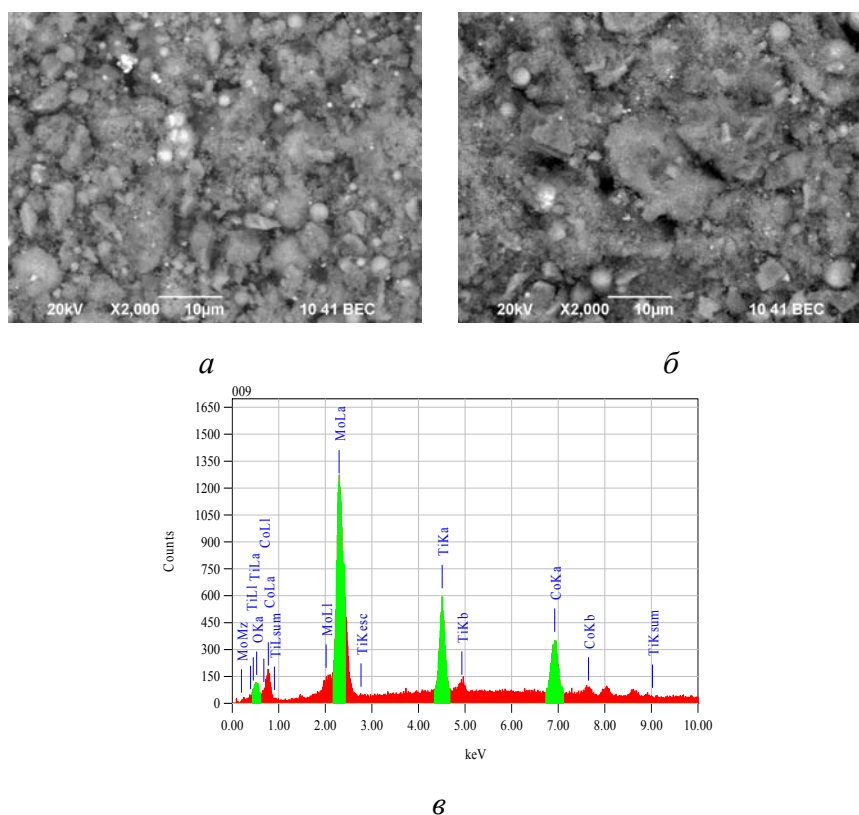 20kV X2,000 10µm 10 41 BEC
20kV X2,000 10µm 10 41 BEC
а
б
009
1650
1500
1350
1200
1050
900
750
600
450
300
150
0
Counts
MoMz
TiLl
OKa
TiLa
CoLl
CoLa
TiLsum
MoLl
MoLa
TiKesc
TiKa
TiKb
CoKa
CoKb
TiKsum
0.00 1.00 2.00 3.00 4.00 5.00 6.00 7.00 8.00 9.00 10.00
keV
в